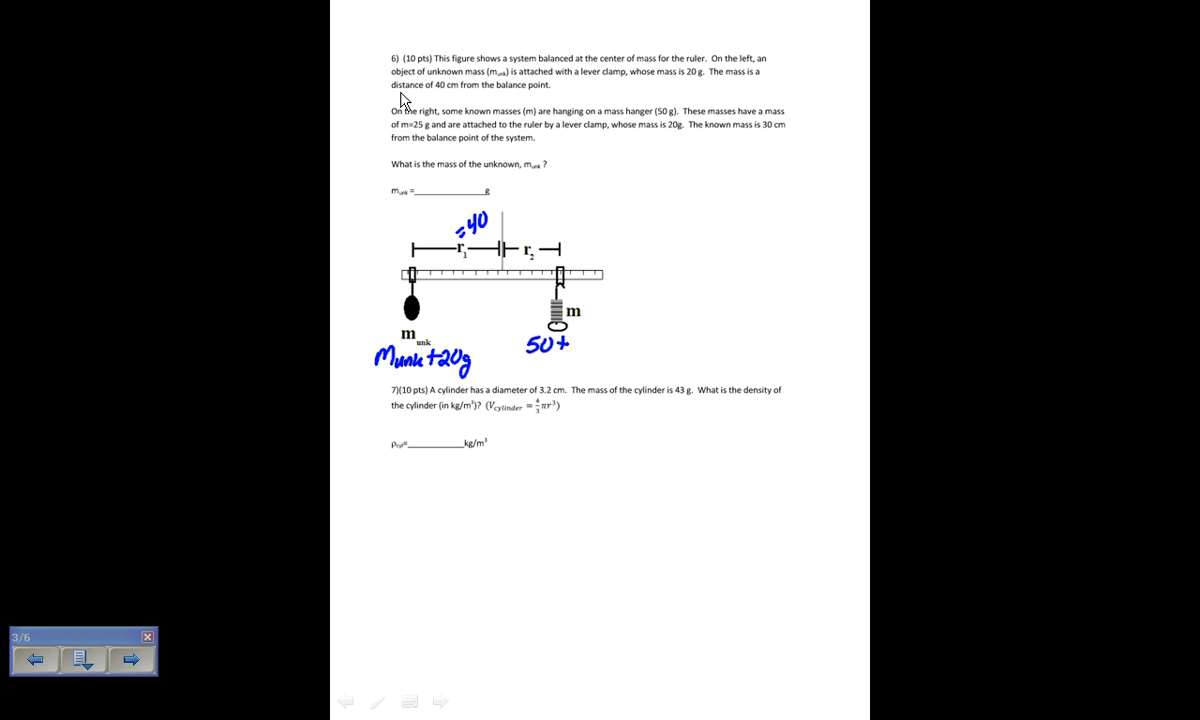 6) (10 pts) This figure shows a system balanced at the center of mass for the ruler. On the left, an
object of unknown mass (munk) is attached with a lever clamp, whose mass is 20 g. The mass is a
distance of 40 cm from the balance point.
On the right, some known masses (m) are hanging on a mass hanger (50 g). These masses have a mass
of m=25 g and are attached to the ruler by a lever clamp, whose mass is 20g. The known mass is 30 cm
from the balance point of the system.
What is the mass of the unknown, munk ?
munk =_______________g
=40
r1 r2
m
munk
50+
Munk+20g
7)(10 pts) A cylinder has a diameter of 3.2 cm. The mass of the cylinder is 43 g. What is the density of
the cylinder (in kg/m³)? (Vcylinder = 4/3 πr³)
ρcyl=____________kg/m³
3/6